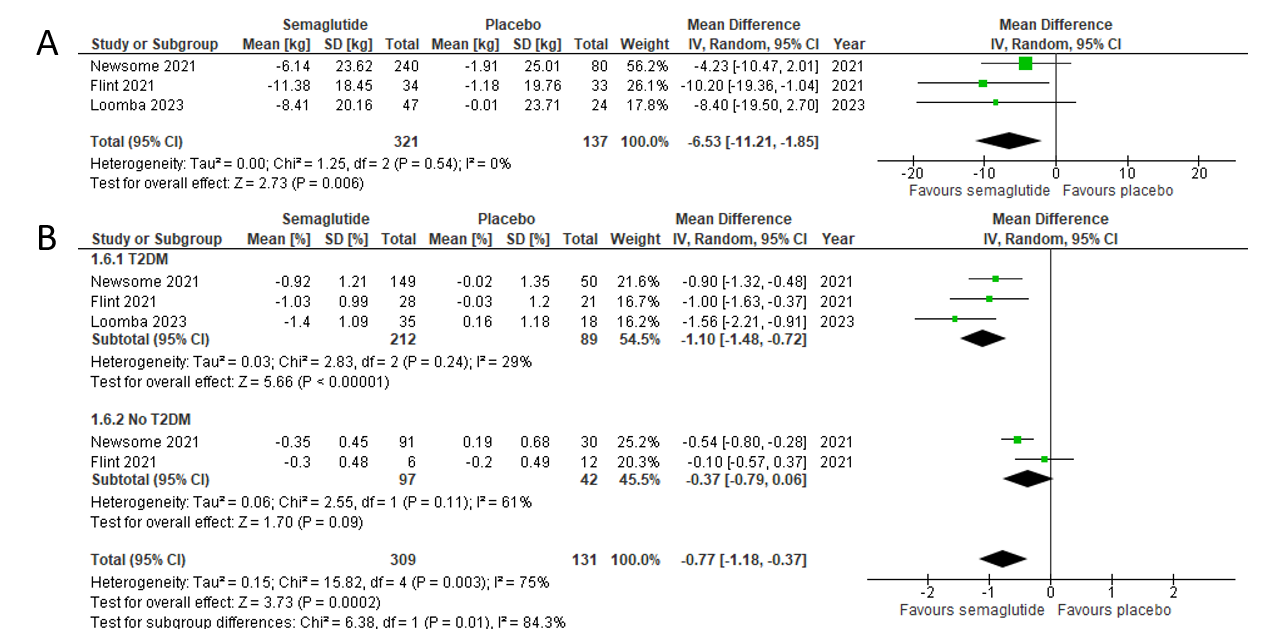 A
Semaglutide Placebo Mean Difference Mean Difference
Study or Subgroup Mean [kg] SD [kg] Total Mean [kg] SD [kg] Total Weight IV, Random, 95% CI Year IV, Random, 95% CI
Newsome 2021 -6.14 23.62 240 -1.91 25.01 80 56.2% -4.23 [-10.47, 2.01] 2021
Flint 2021 -11.38 18.45 34 -1.18 19.76 33 26.1% -10.20 [-19.36, -1.04] 2021
Loomba 2023 -8.41 20.16 47 -0.01 23.71 24 17.8% -8.40 [-19.50, 2.70] 2023
Total (95% CI) 321 137 100.0% -6.53 [-11.21, -1.85]
Heterogeneity: Tau² = 0.00; Chi² = 1.25, df = 2 (P = 0.54); I² = 0%
Test for overall effect: Z = 2.73 (P = 0.006)
-20 -10 0 10 20
Favours semaglutide Favours placebo
B
Semaglutide Placebo Mean Difference Mean Difference
Study or Subgroup Mean [%] SD [%] Total Mean [%] SD [%] Total Weight IV, Random, 95% CI Year IV, Random, 95% CI
1.6.1 T2DM
Newsome 2021 -0.92 1.21 149 -0.02 1.35 50 21.6% -0.90 [-1.32, -0.48] 2021
Flint 2021 -1.03 0.99 28 -0.03 1.2 21 16.7% -1.00 [-1.63, -0.37] 2021
Loomba 2023 -1.4 1.09 35 0.16 1.18 18 16.2% -1.56 [-2.21, -0.91] 2023
Subtotal (95% CI) 212 89 54.5% -1.10 [-1.48, -0.72]
Heterogeneity: Tau² = 0.03; Chi² = 2.83, df = 2 (P = 0.24); I² = 29%
Test for overall effect: Z = 5.66 (P < 0.00001)
1.6.2 No T2DM
Newsome 2021 -0.35 0.45 91 0.19 0.68 30 25.2% -0.54 [-0.80, -0.28] 2021
Flint 2021 -0.3 0.48 6 -0.2 0.49 12 20.3% -0.10 [-0.57, 0.37] 2021
Subtotal (95% CI) 97 42 45.5% -0.37 [-0.79, 0.06]
Heterogeneity: Tau² = 0.06; Chi² = 2.55, df = 1 (P = 0.11); I² = 61%
Test for overall effect: Z = 1.70 (P = 0.09)
Total (95% CI) 309 131 100.0% -0.77 [-1.18, -0.37]
Heterogeneity: Tau² = 0.15; Chi² = 15.82, df = 4 (P = 0.003); I² = 75%
Test for overall effect: Z = 3.73 (P = 0.0002)
Test for subgroup differences: Chi² = 6.38, df = 1 (P = 0.01), I² = 84.3%
-2 -1 0 1 2
Favours semaglutide Favours placebo